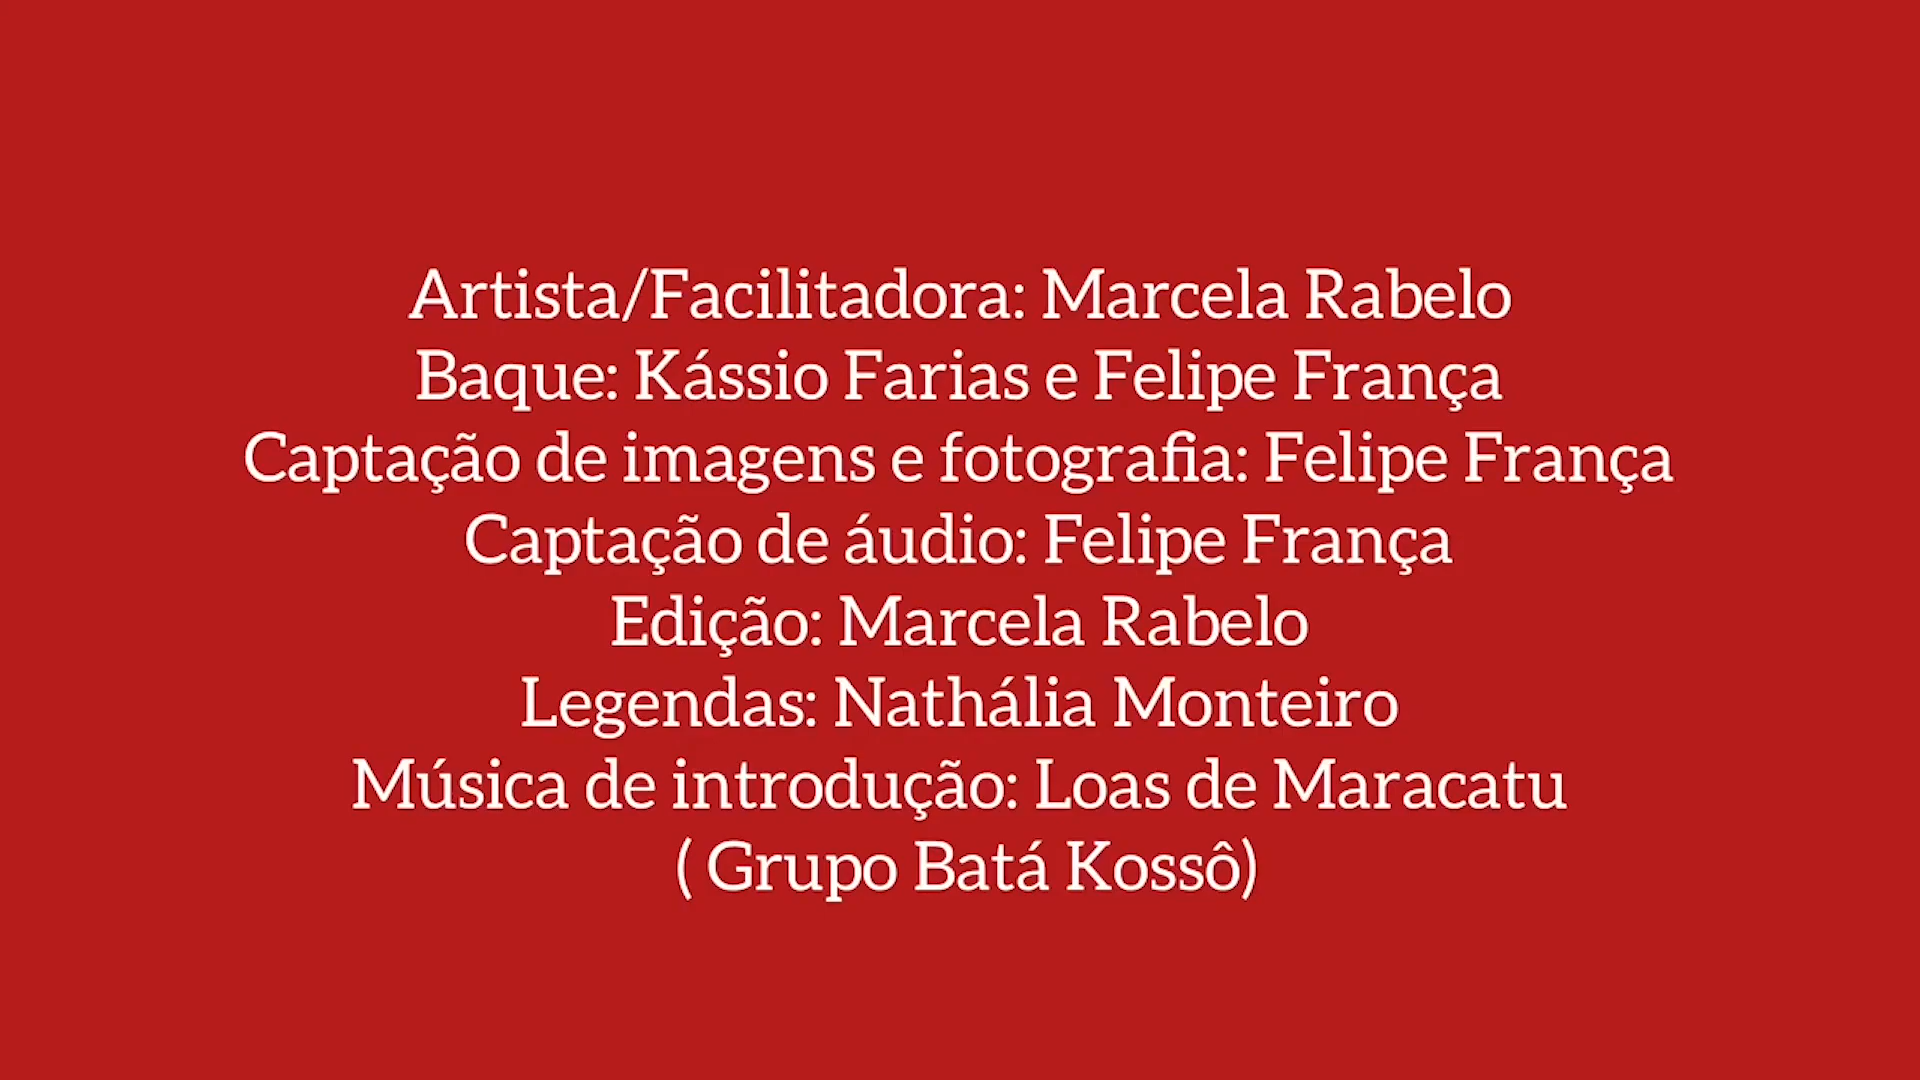 Artista/Facilitadora: Marcela Rabelo
Baque: Kássio Farias e Felipe França
Captação de imagens e fotografia: Felipe França
Captação de áudio: Felipe França
Edição: Marcela Rabelo
Legendas: Nathália Monteiro
Música de introdução: Loas de Maracatu
( Grupo Batá Kossô)